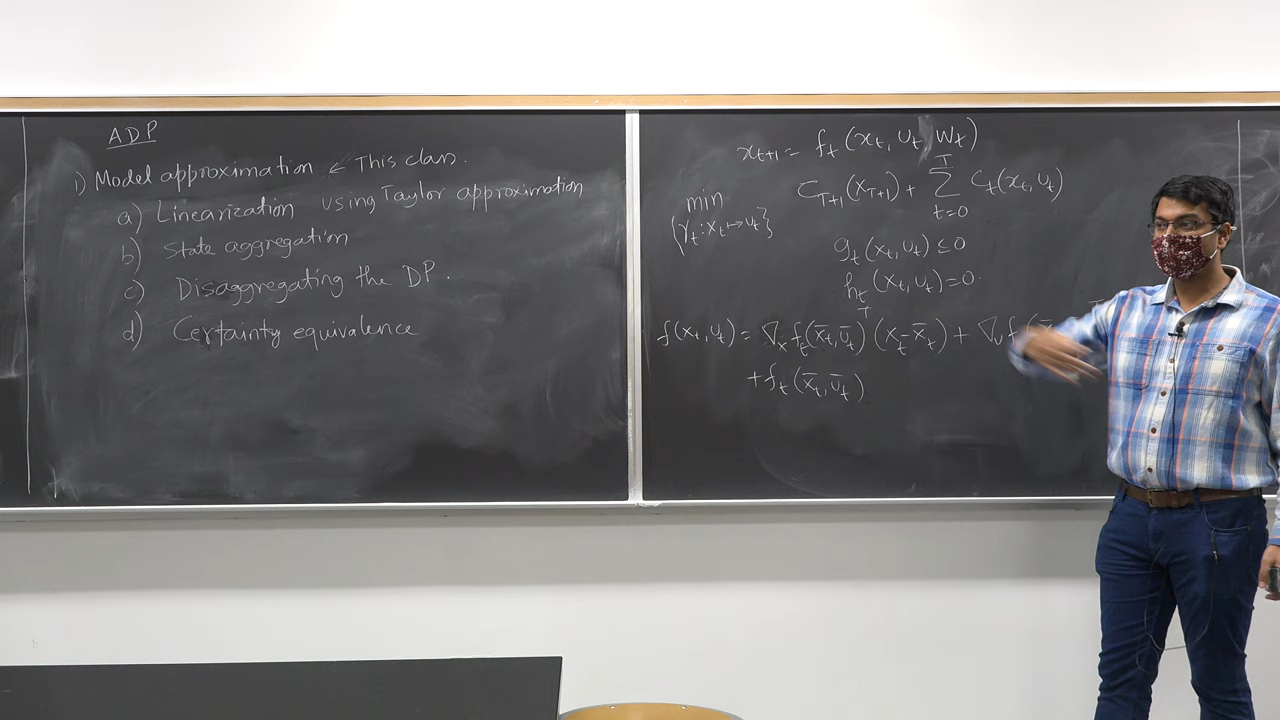 ADP
1) Model approximation ← This class.
a) Linearization using Taylor approximation
b) State aggregation
c) Disaggregating the DP.
d) Certainty equivalence
x_{t+1} = f_t(x_t, u_t, w_t)
min_{γ_t: x_t ↦ u_t} C_{T+1}(x_{T+1}) + Σ_{t=0}^{T} C_t(x_t, u_t)
g_t(x_t, u_t) ≤ 0
h_t(x_t, u_t) = 0
f(x_t, u_t) = ∇_x f_t(x̄_t, ū_t)^T (x_t - x̄_t) + ∇_u f
+ f_t(x̄_t, ū_t)